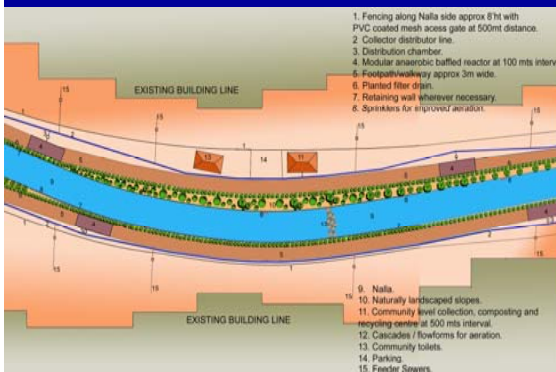 1. Fencing along Nalla side approx 8'ht with
PVC coated mesh acess gate at 500mt distance.
2 Collector distributor line.
3. Distribution chamber.
4. Modular anaerobic baffled reactor at 100 mts interv
5. Footpath/walkway approx 3m wide.
6. Planted filter drain.
7. Retaining wall wherever necessary.
8. Sprinklers for improved aeration.
EXISTING BUILDING LINE
13
14
11
EXISTING BUILDING LINE
9. Nalla.
10. Naturally landscaped slopes.
11. Community level collection, composting and
recycling centre at 500 mts interval.
12. Cascades / flowforms for aeration.
13. Community toilets.
14. Parking.
15. Feeder Sewers.